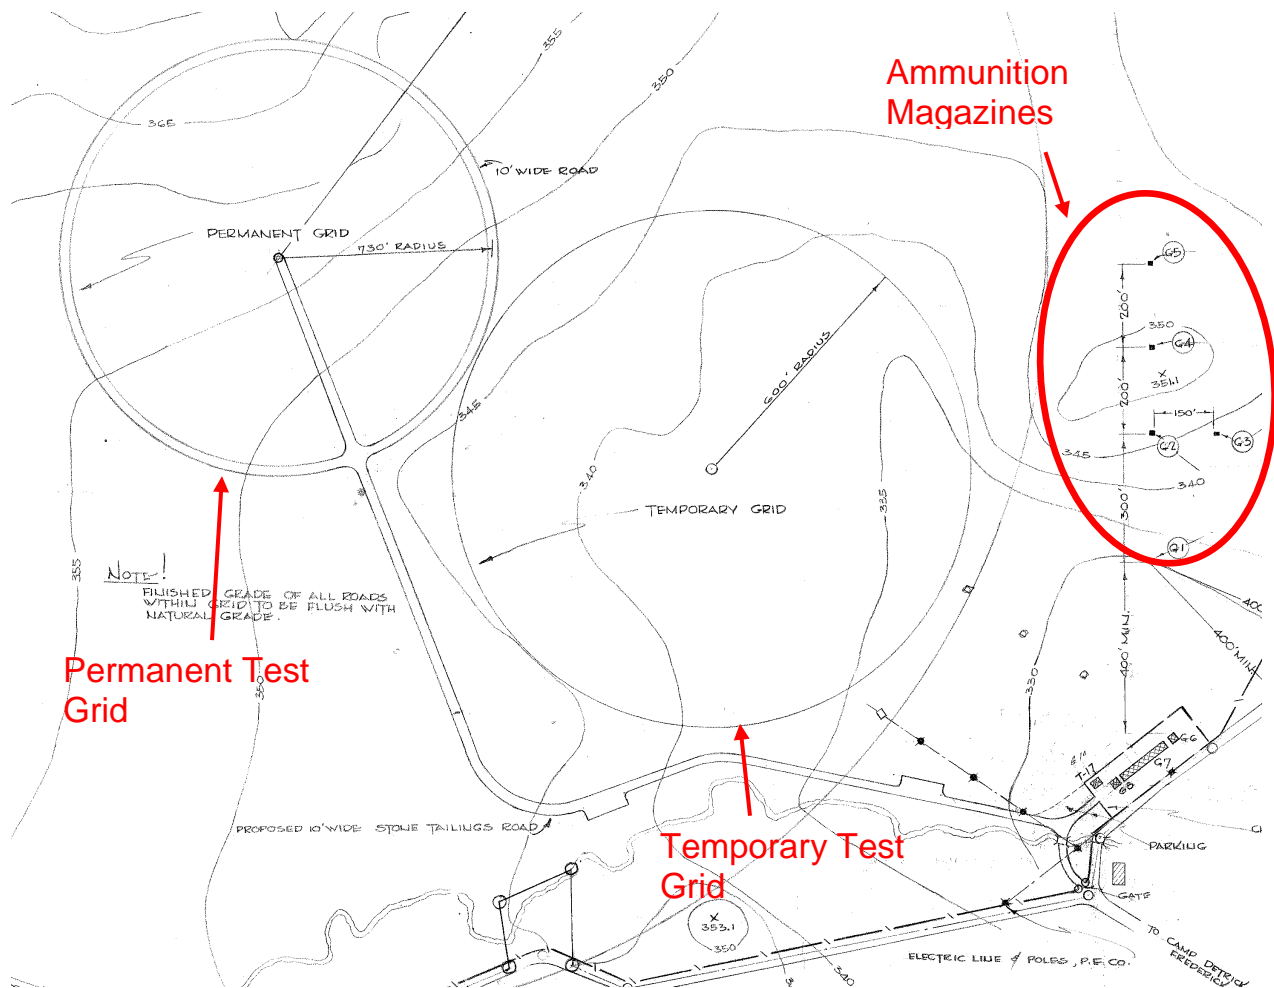 Ammunition
Magazines
355
350
365
10' WIDE ROAD
PERMANENT GRID
730' RADIUS
G5
200'
350
G4
351.1
200'
150'
G2
G3
345
340
300'
G1
600' RADIUS
345
340
335
TEMPORARY GRID
355
NOTE!
FINISHED GRADE OF ALL ROADS
WITHIN GRID TO BE FLUSH WITH
NATURAL GRADE.
400' MIN.
400' MIN.
330
Permanent Test
Grid
350
G6
G7
T-17
G8
PROPOSED 10' WIDE STONE TAILINGS ROAD
Temporary Test
Grid
PARKING
GATE
353.1
350
340
ELECTRIC LINE & POLES, P.E. CO.
TO CAMP DETRICK
FREDERICK